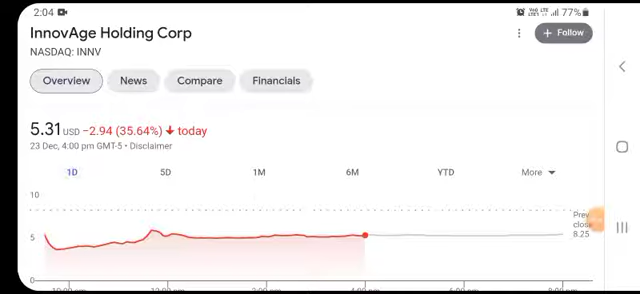 2:04
77%
InnovAge Holding Corp
NASDAQ: INNV
+ Follow
Overview
News
Compare
Financials
5.31 USD −2.94 (35.64%) ↓ today
23 Dec, 4:00 pm GMT-5 • Disclaimer
1D
5D
1M
6M
YTD
More
10
5
0
Prev
close
8.25